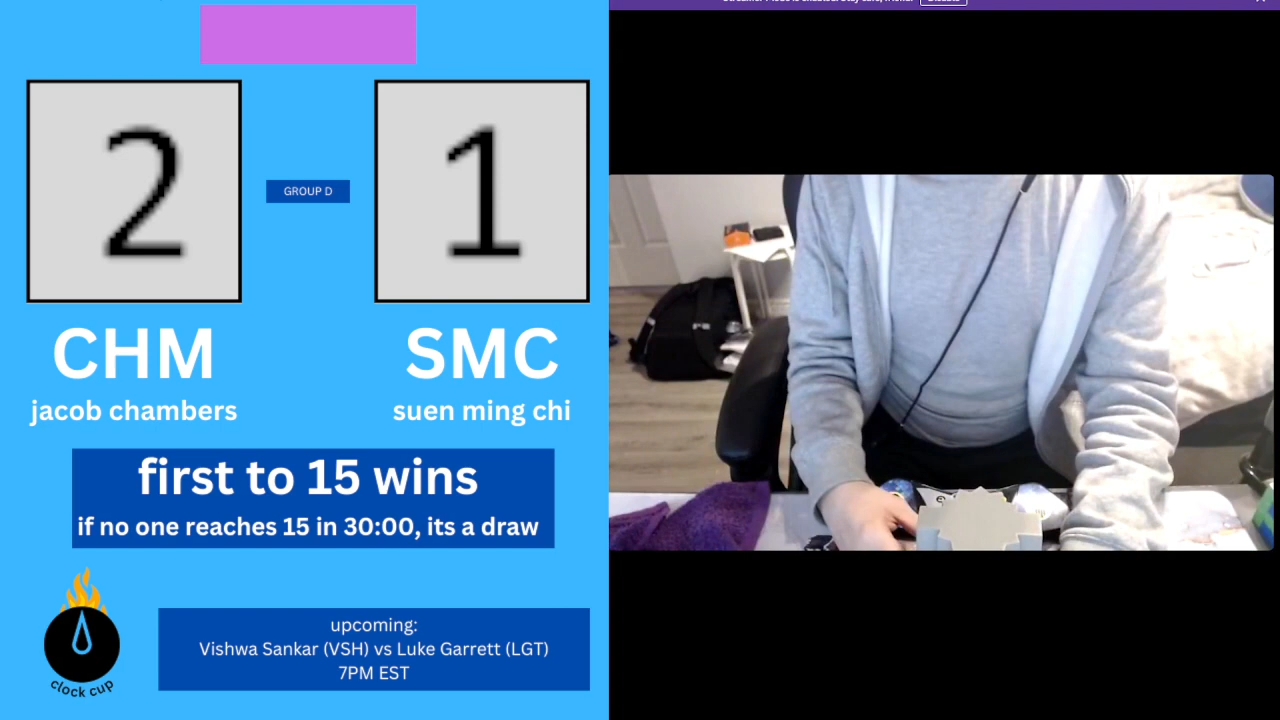 2
GROUP D
1
CHM
SMC
jacob chambers
suen ming chi
first to 15 wins
if no one reaches 15 in 30:00, its a draw
upcoming:
Vishwa Sankar (VSH) vs Luke Garrett (LGT)
7PM EST
clock cup